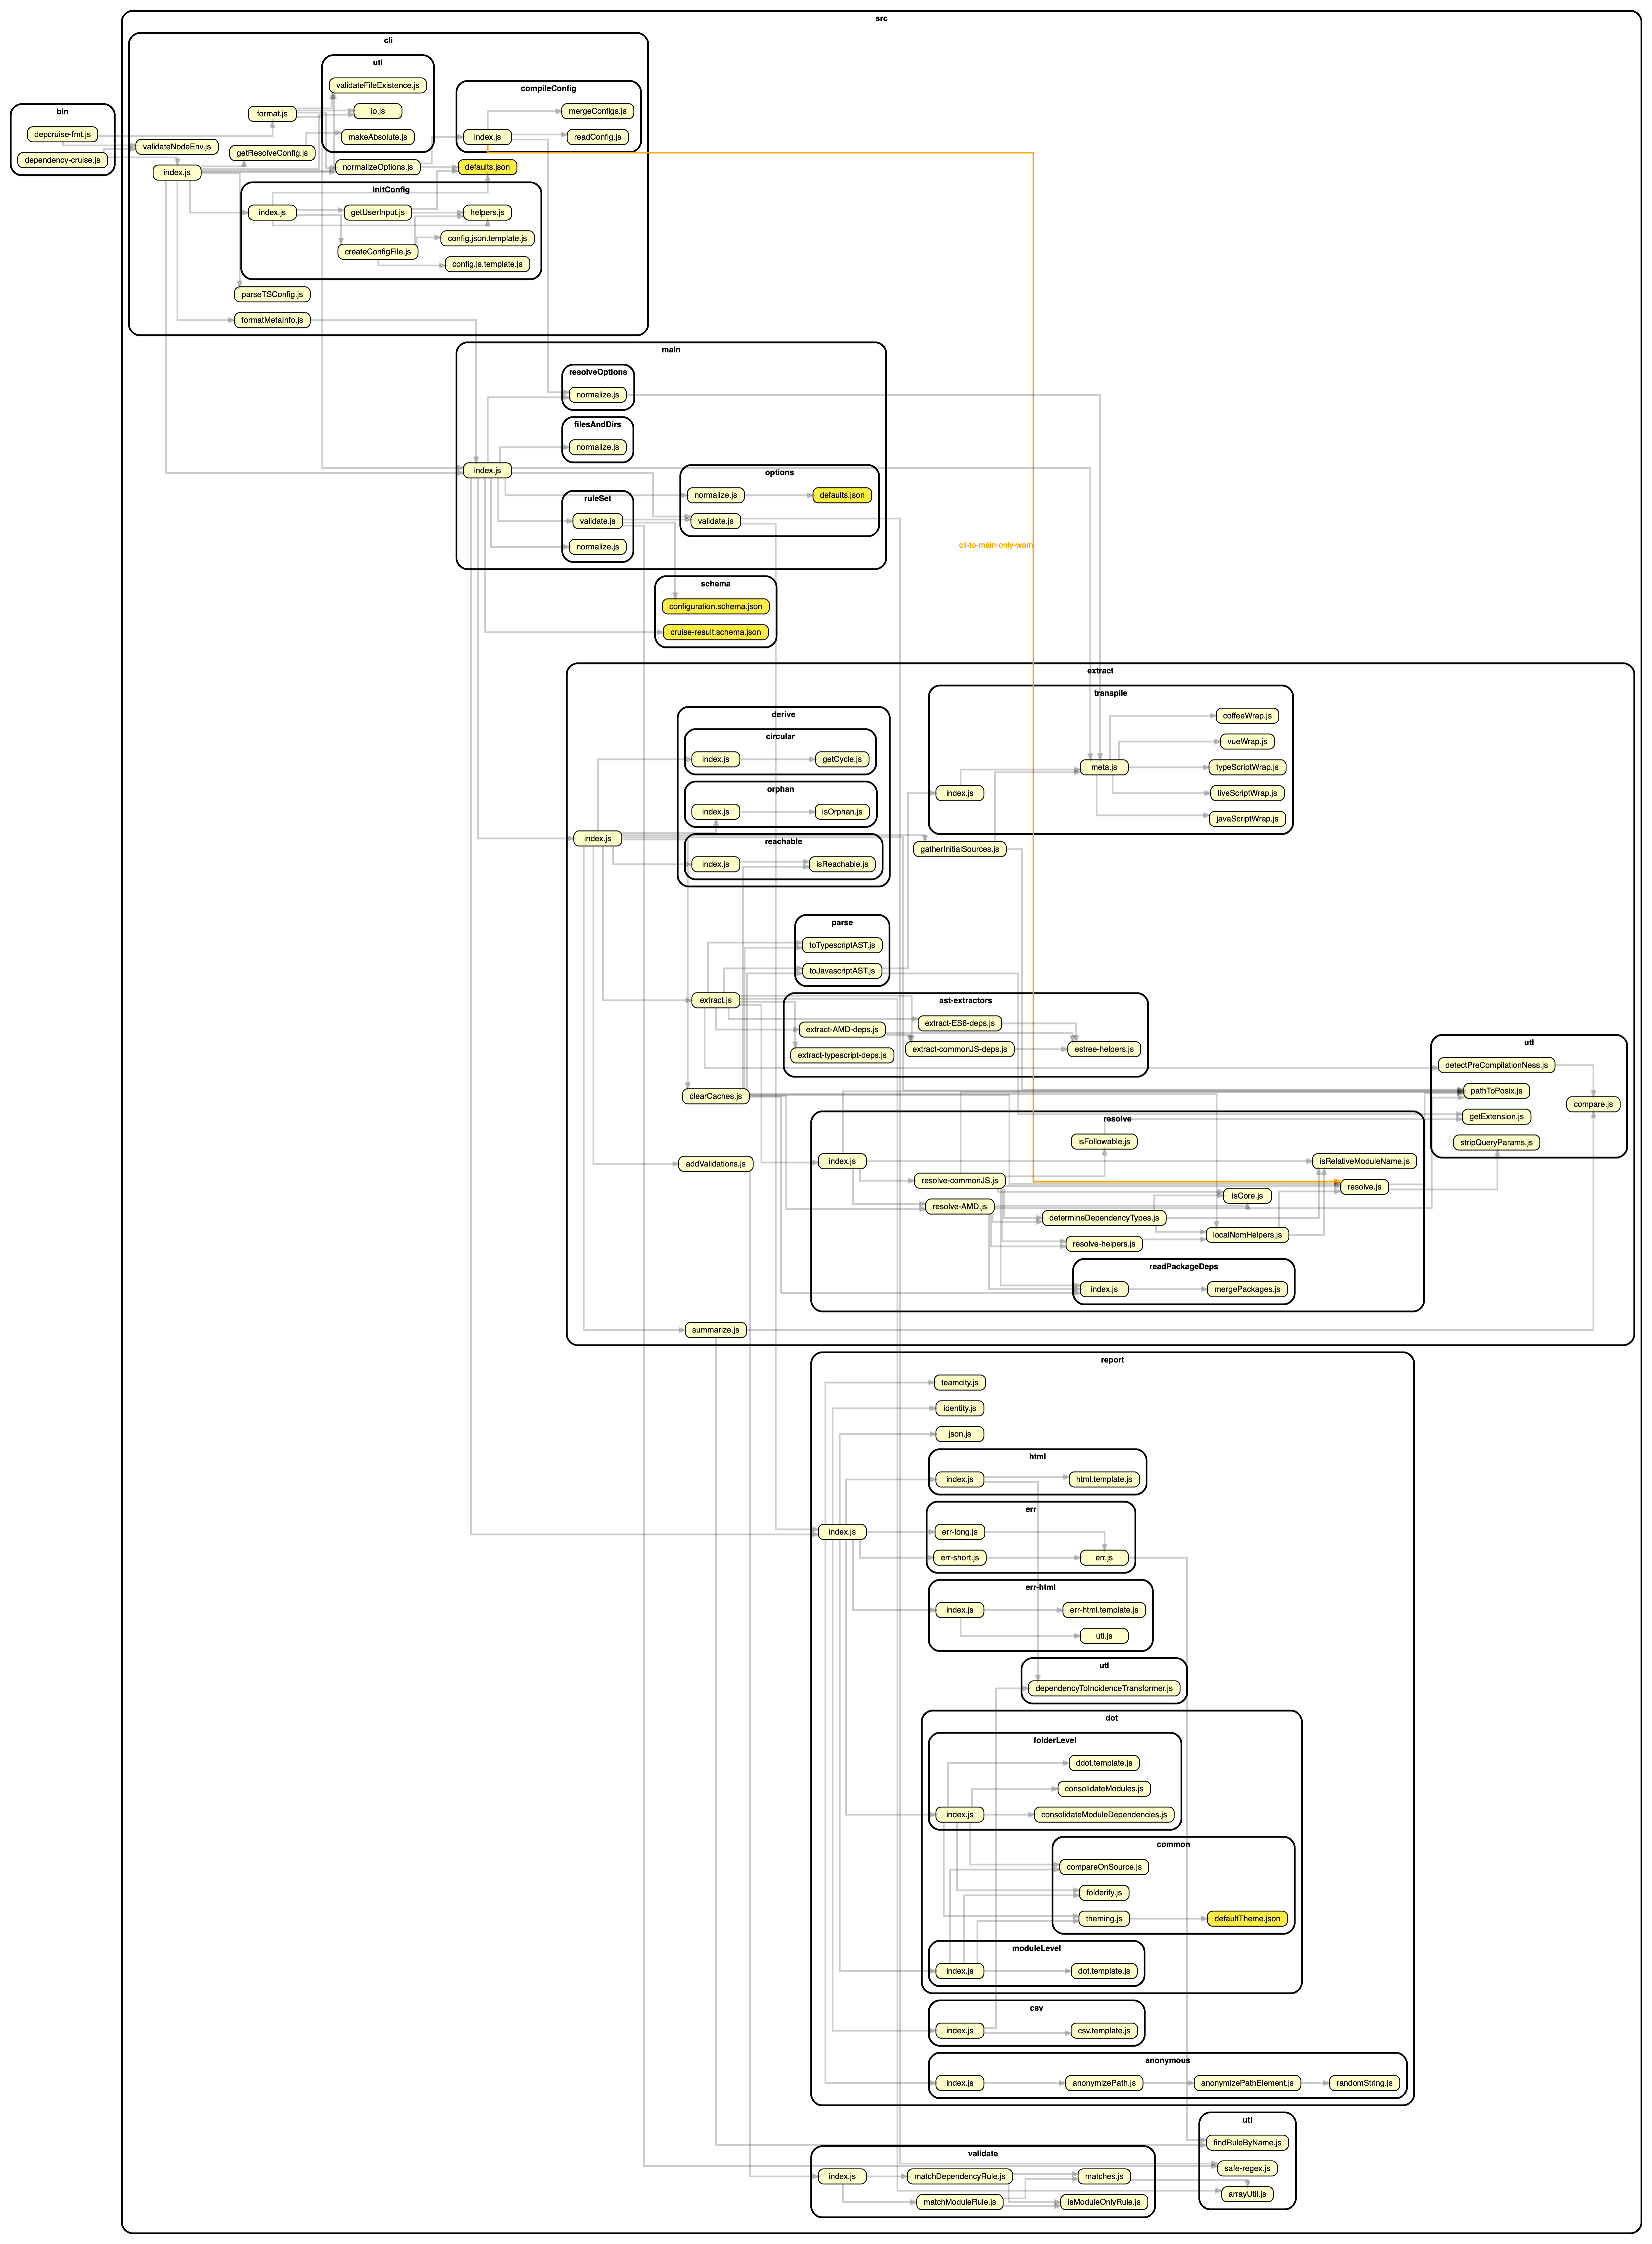 src
cli
utl
validateFileExistence.js
compileConfig
bin
format.js
io.js
mergeConfigs.js
depcruise-fmt.js
makeAbsolute.js
index.js
readConfig.js
validateNodeEnv.js
getResolveConfig.js
dependency-cruise.js
index.js
normalizeOptions.js
defaults.json
initConfig
index.js
getUserInput.js
helpers.js
config.json.template.js
createConfigFile.js
config.js.template.js
parseTSConfig.js
formatMetaInfo.js
main
resolveOptions
normalize.js
filesAndDirs
normalize.js
index.js
options
normalize.js
defaults.json
ruleSet
validate.js
validate.js
normalize.js
cli-to-main-only-warn
schema
configuration.schema.json
cruise-result.schema.json
extract
transpile
derive
coffeeWrap.js
circular
vueWrap.js
index.js
getCycle.js
meta.js
typeScriptWrap.js
orphan
index.js
liveScriptWrap.js
index.js
isOrphan.js
javaScriptWrap.js
index.js
reachable
gatherInitialSources.js
index.js
isReachable.js
parse
toTypescriptAST.js
toJavascriptAST.js
extract.js
ast-extractors
extract-ES6-deps.js
extract-AMD-deps.js
extract-commonJS-deps.js
estree-helpers.js
extract-typescript-deps.js
utl
detectPreCompilationNess.js
pathToPosix.js
clearCaches.js
compare.js
getExtension.js
resolve
isFollowable.js
stripQueryParams.js
index.js
isRelativeModuleName.js
addValidations.js
resolve-commonJS.js
resolve.js
isCore.js
resolve-AMD.js
determineDependencyTypes.js
localNpmHelpers.js
resolve-helpers.js
readPackageDeps
index.js
mergePackages.js
summarize.js
report
teamcity.js
identity.js
json.js
html
index.js
html.template.js
err
index.js
err-long.js
err-short.js
err.js
err-html
index.js
err-html.template.js
utl.js
utl
dependencyToIncidenceTransformer.js
dot
folderLevel
ddot.template.js
consolidateModules.js
index.js
consolidateModuleDependencies.js
common
compareOnSource.js
folderify.js
theming.js
defaultTheme.json
moduleLevel
index.js
dot.template.js
csv
index.js
csv.template.js
anonymous
index.js
anonymizePath.js
anonymizePathElement.js
randomString.js
utl
findRuleByName.js
validate
safe-regex.js
index.js
matchDependencyRule.js
matches.js
arrayUtil.js
matchModuleRule.js
isModuleOnlyRule.js